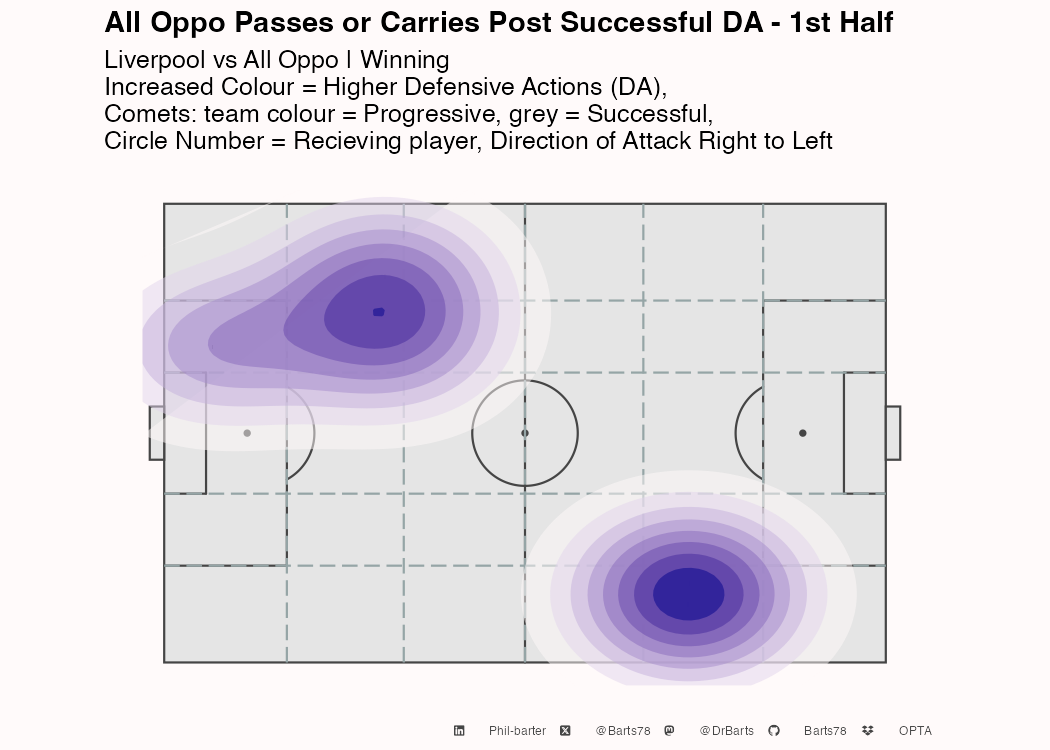 All Oppo Passes or Carries Post Successful DA - 1st Half
Liverpool vs All Oppo | Winning
Increased Colour = Higher Defensive Actions (DA),
Comets: team colour = Progressive, grey = Successful,
Circle Number = Recieving player, Direction of Attack Right to Left
Phil-barter @Barts78 @DrBarts Barts78 OPTA